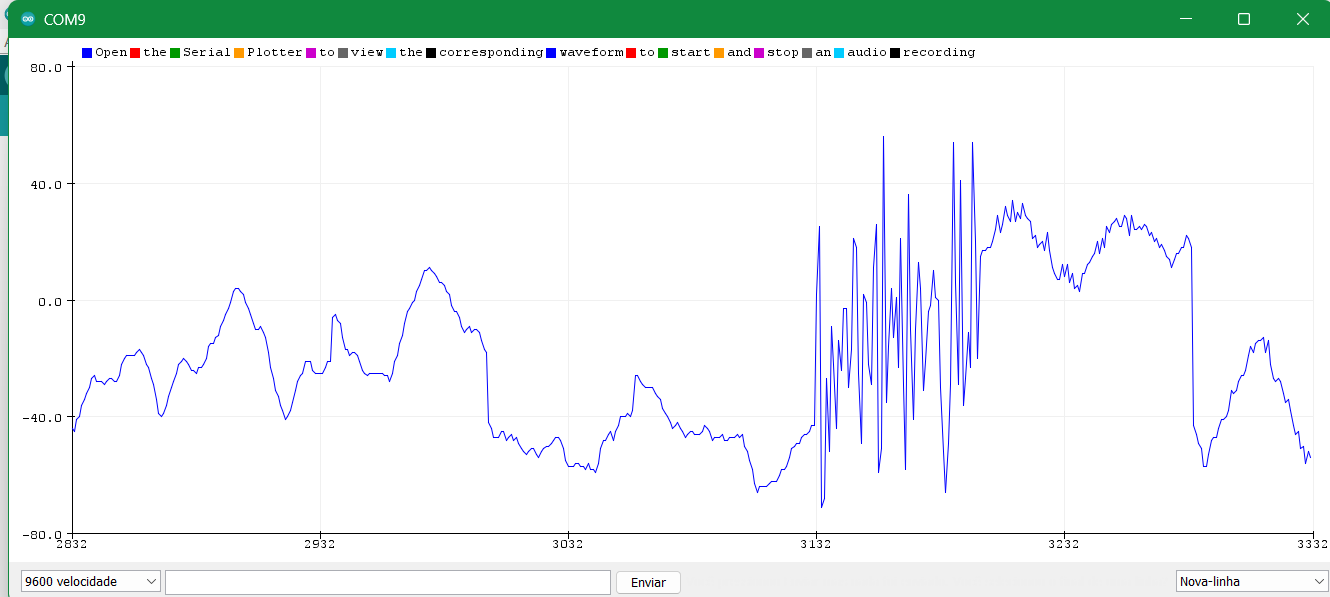 COM9
Open the Serial Plotter to view the corresponding waveform to start and stop an audio recording
80.0
40.0
0.0
-40.0
-80.0
2832 2932 3032 3132 3232 3332
9600 velocidade Enviar Nova-linha